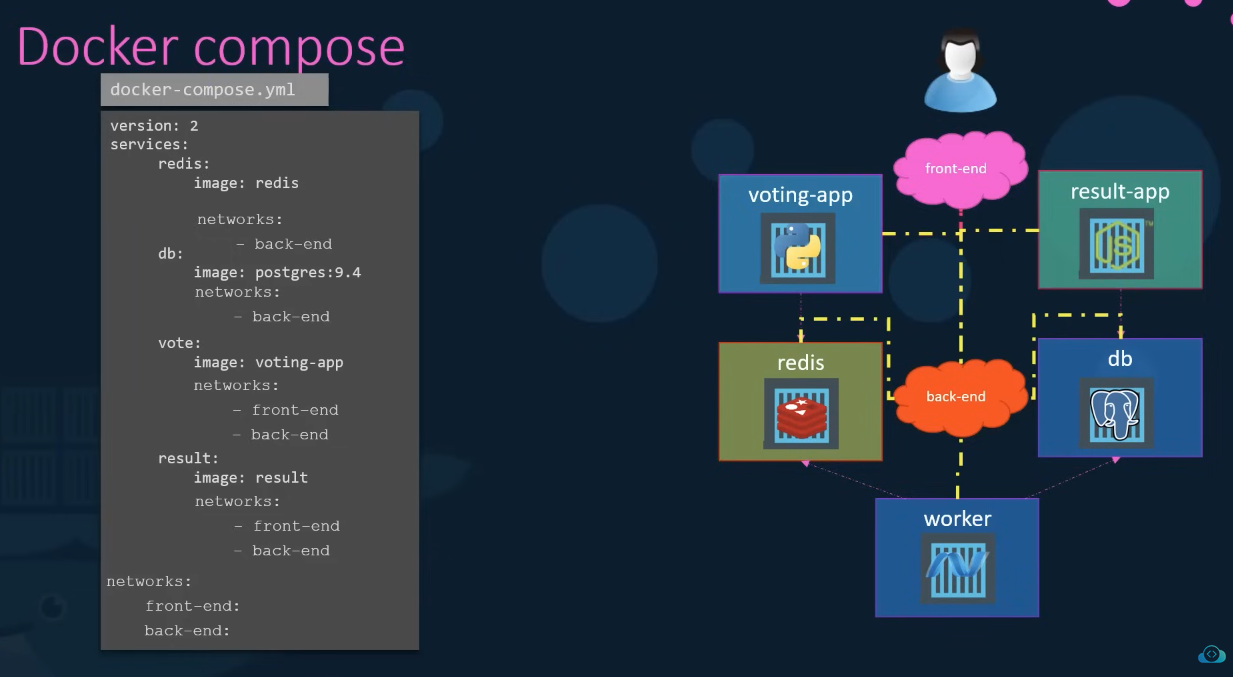 Docker compose
docker-compose.yml
version: 2
services:
redis:
image: redis
networks:
- back-end
db:
image: postgres:9.4
networks:
- back-end
vote:
image: voting-app
networks:
- front-end
- back-end
result:
image: result
networks:
- front-end
- back-end
networks:
front-end:
back-end:
front-end
voting-app
result-app
JS
TM
redis
back-end
db
worker